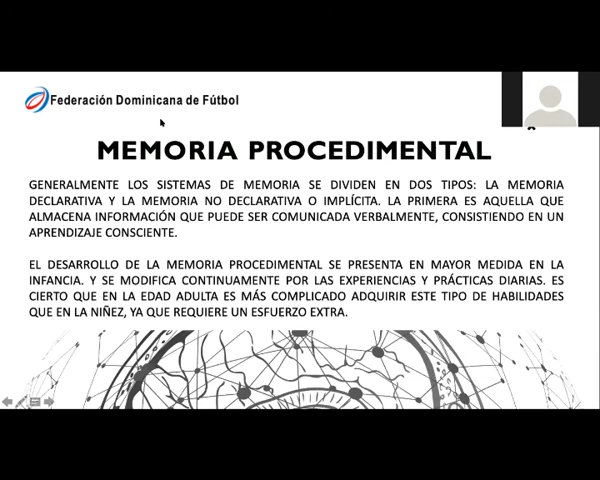 Federación Dominicana de Fútbol
MEMORIA PROCEDIMENTAL
GENERALMENTE LOS SISTEMAS DE MEMORIA SE DIVIDEN EN DOS TIPOS: LA MEMORIA
DECLARATIVA Y LA MEMORIA NO DECLARATIVA O IMPLÍCITA. LA PRIMERA ES AQUELLA QUE
ALMACENA INFORMACIÓN QUE PUEDE SER COMUNICADA VERBALMENTE, CONSISTIENDO EN UN
APRENDIZAJE CONSCIENTE.
EL DESARROLLO DE LA MEMORIA PROCEDIMENTAL SE PRESENTA EN MAYOR MEDIDA EN LA
INFANCIA. Y SE MODIFICA CONTINUAMENTE POR LAS EXPERIENCIAS Y PRÁCTICAS DIARIAS. ES
CIERTO QUE EN LA EDAD ADULTA ES MÁS COMPLICADO ADQUIRIR ESTE TIPO DE HABILIDADES
QUE EN LA NIÑEZ, YA QUE REQUIERE UN ESFUERZO EXTRA.